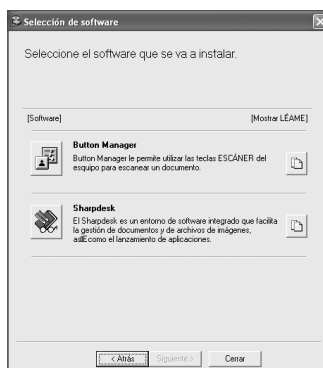 Selección de software
Seleccione el software que se va a instalar.
[Software] [Mostrar LÉAME]
Button Manager
Button Manager le permite utilizar las teclas ESCÁNER del
esquipo para escanear un documento.
Sharpdesk
El Sharpdesk es un entorno de software integrado que facilita
la gestión de documentos y de archivos de imágenes,
asíEcomo el lanzamiento de aplicaciones.
< Atrás Siguiente > Cerrar